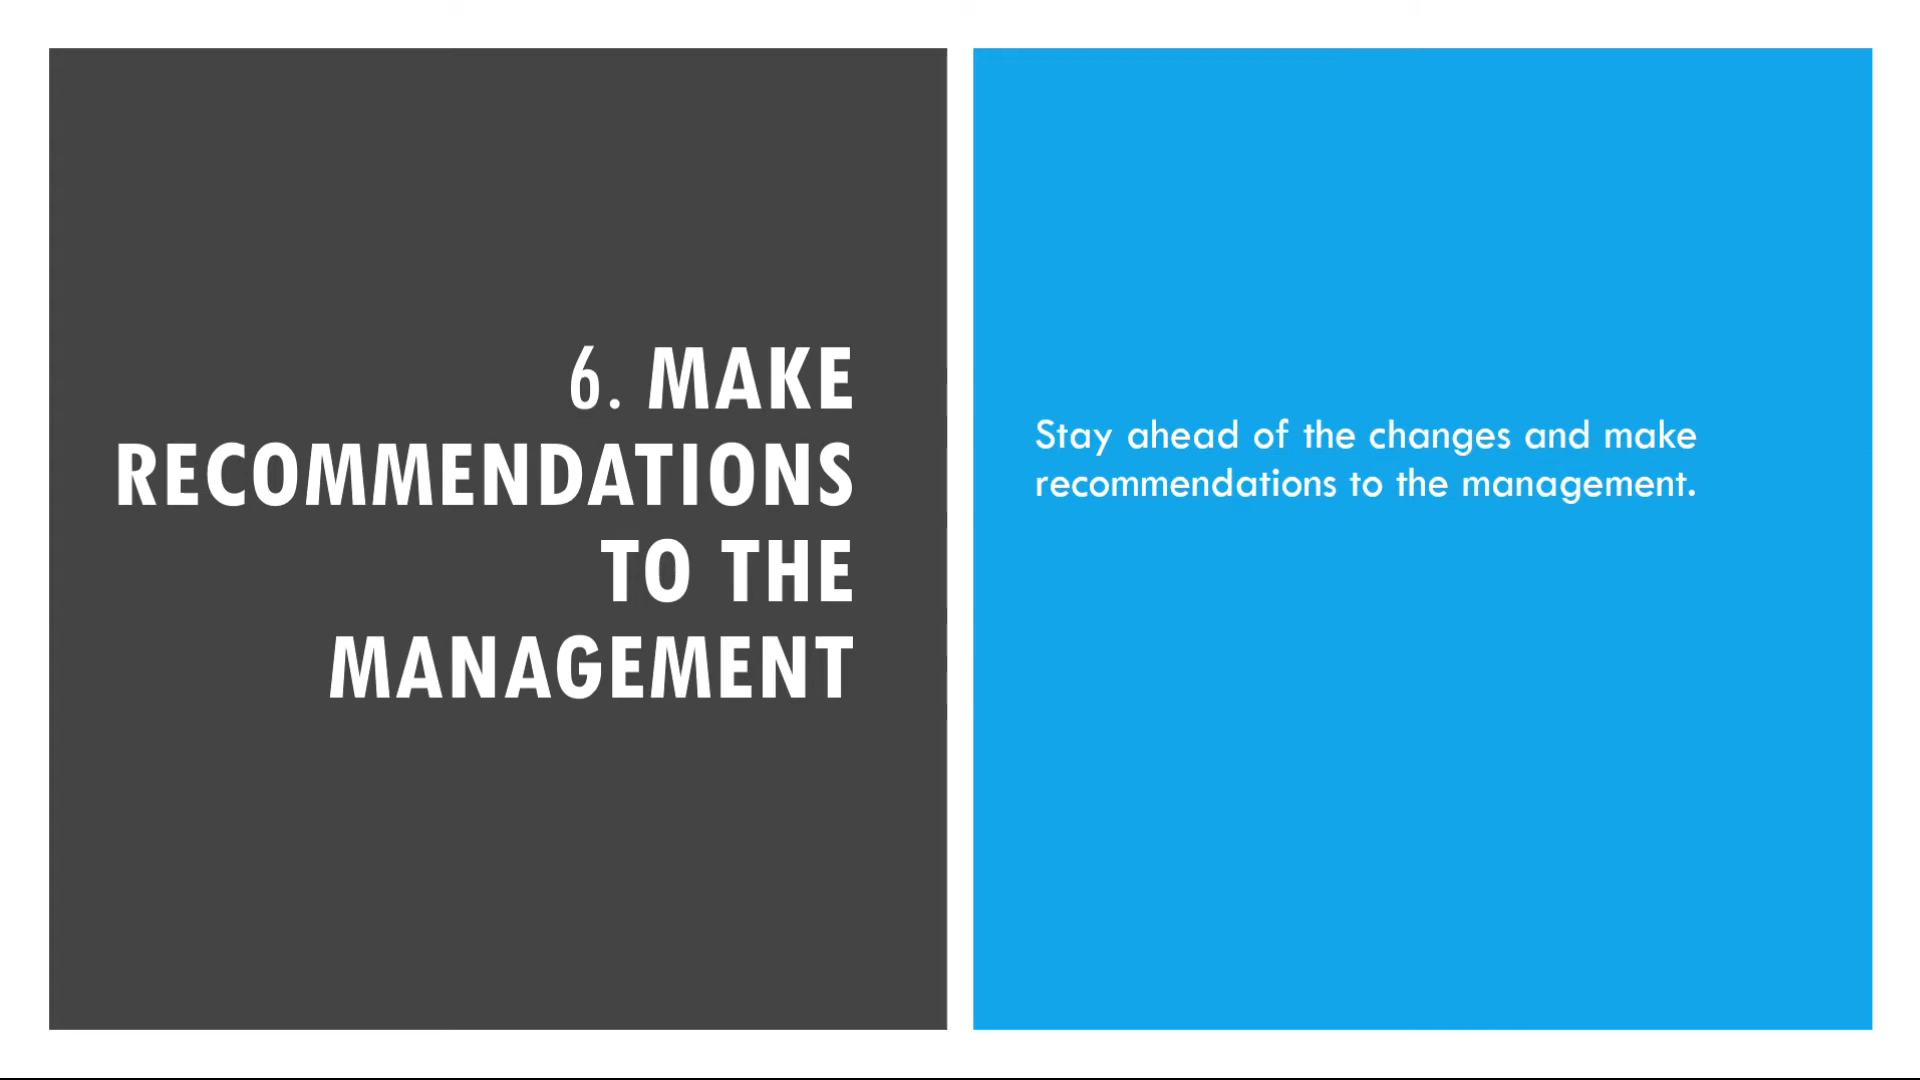 6. MAKE
RECOMMENDATIONS
TO THE
MANAGEMENT
Stay ahead of the changes and make
recommendations to the management.